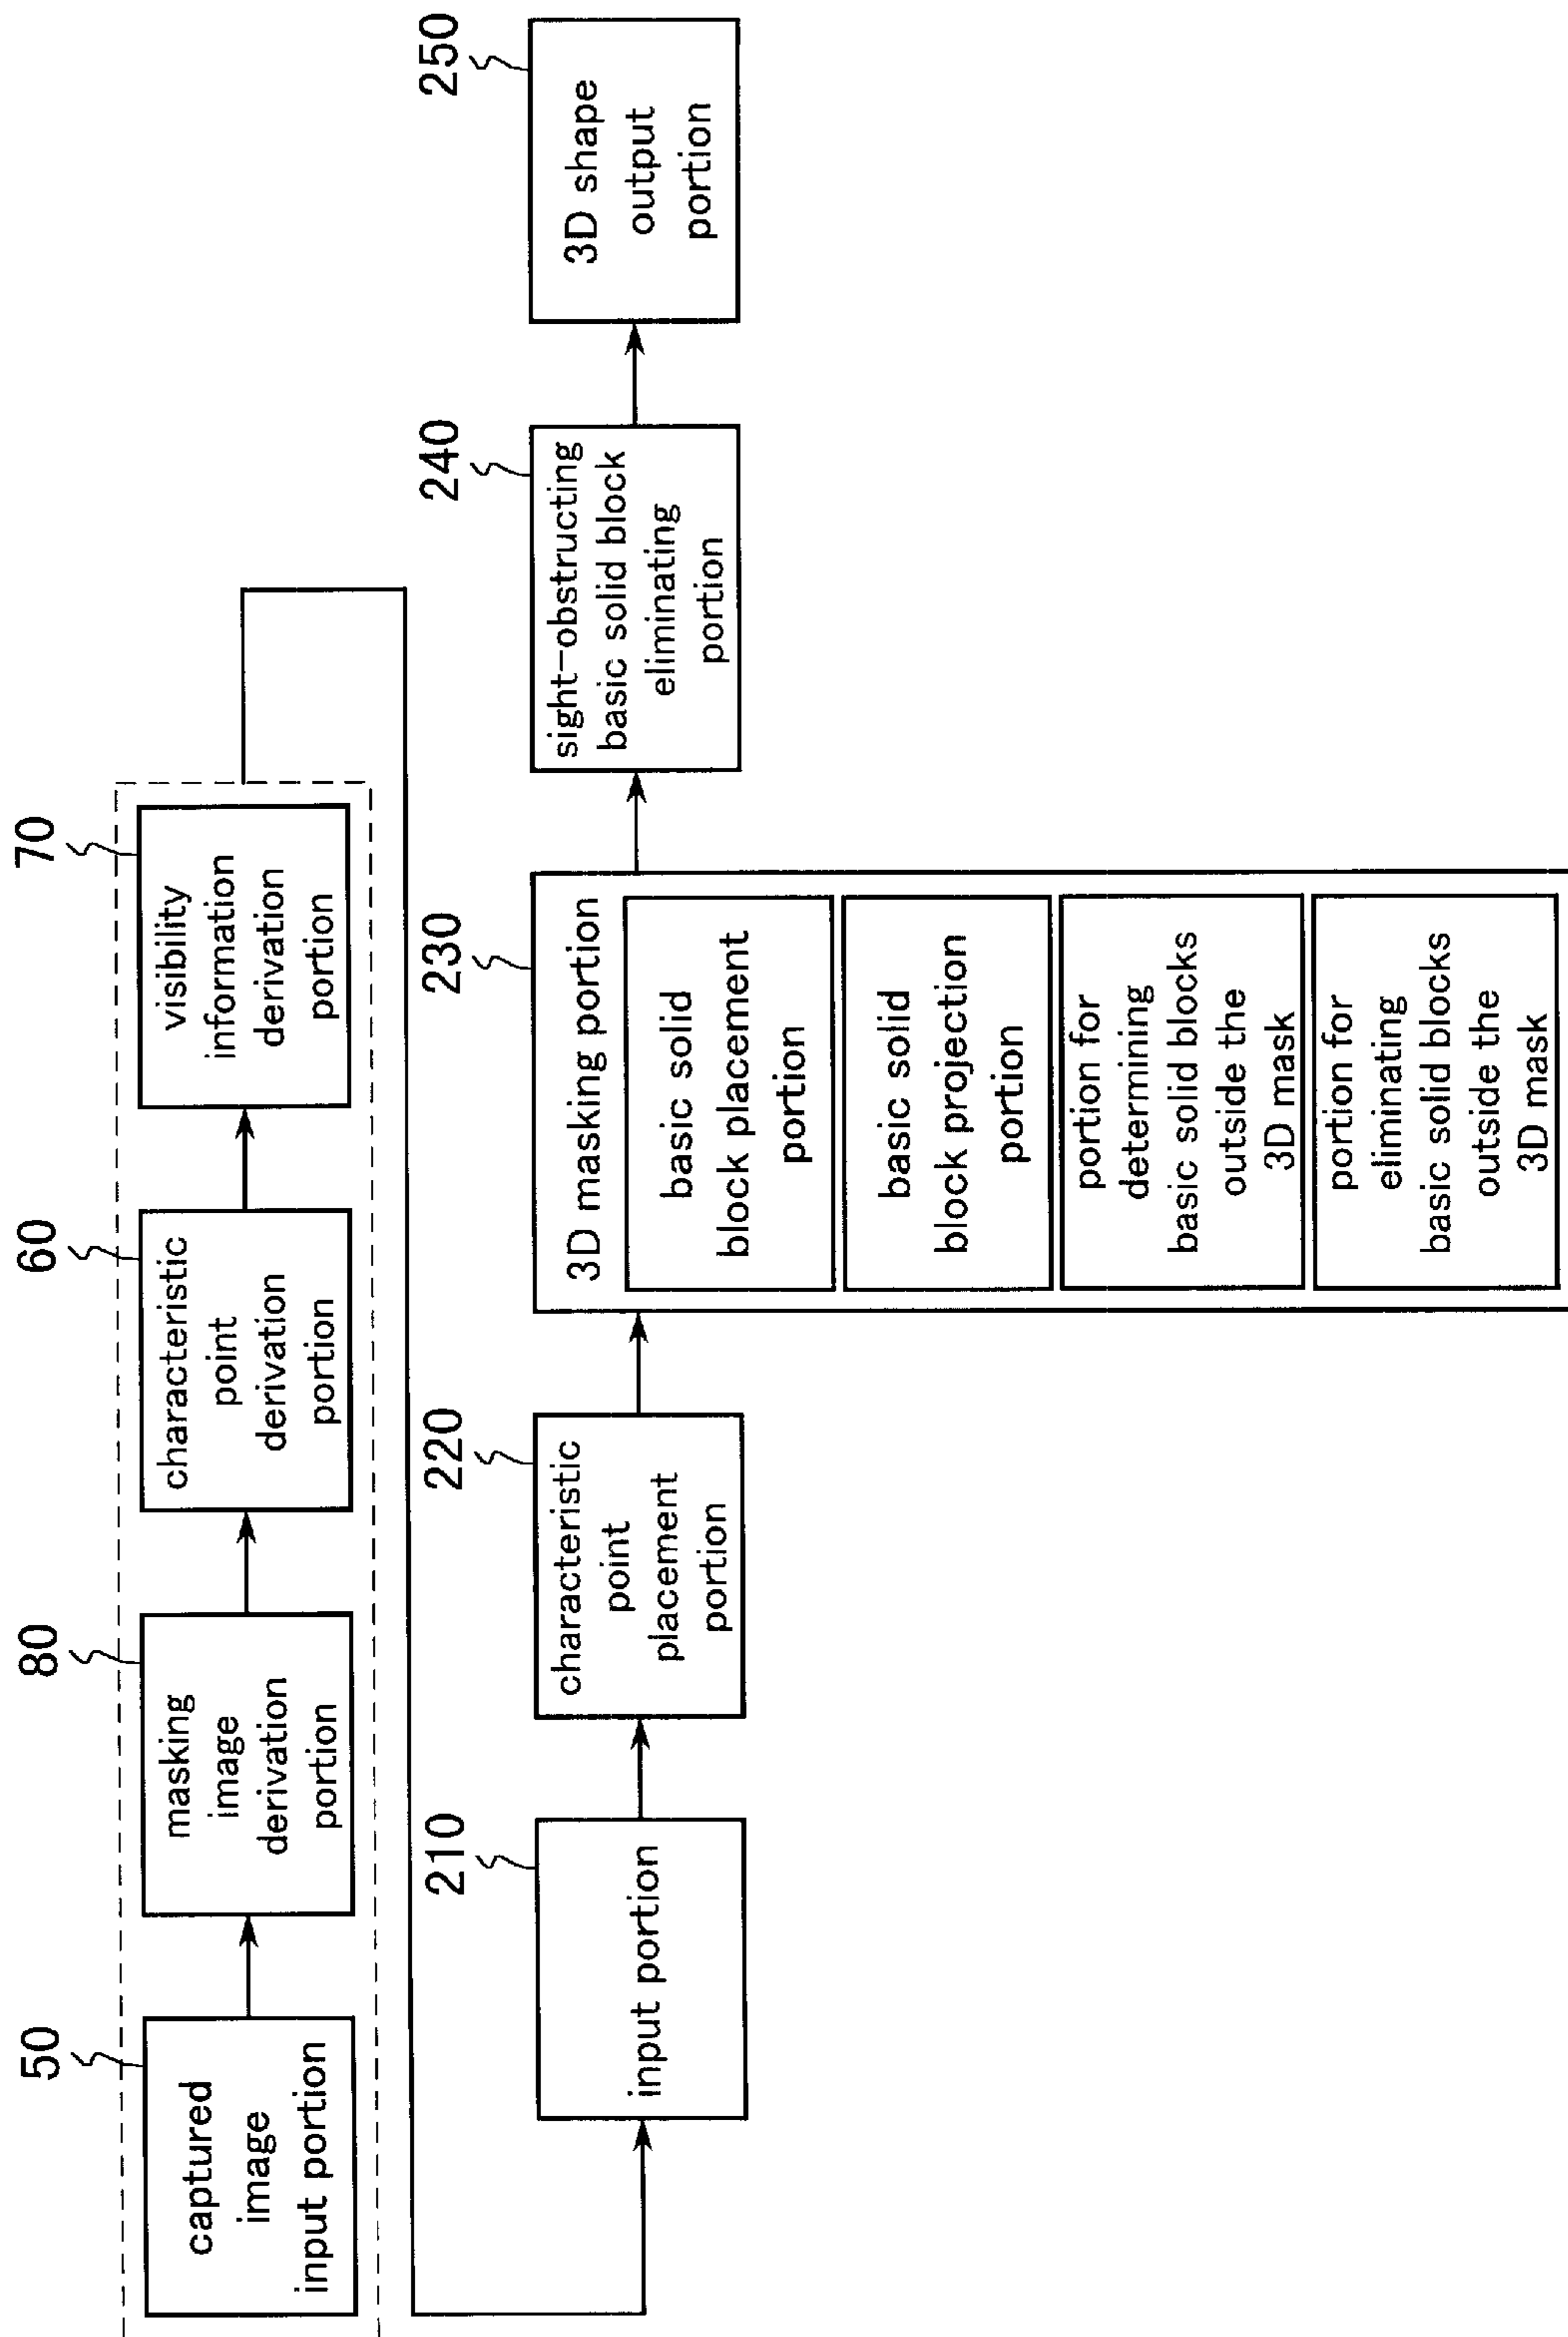 50
captured
image
input portion
80
masking
image
derivation
portion
60
characteristic
point
derivation
portion
70
visibility
information
derivation
portion
210
input portion
220
characteristic
point
placement
portion
230
3D masking portion
basic solid
block placement
portion
basic solid
block projection
portion
portion for
determining
basic solid blocks
outside the
3D mask
portion for
eliminating
basic solid blocks
outside the
3D mask
240
sight-obstructing
basic solid block
eliminating
portion
250
3D shape
output
portion